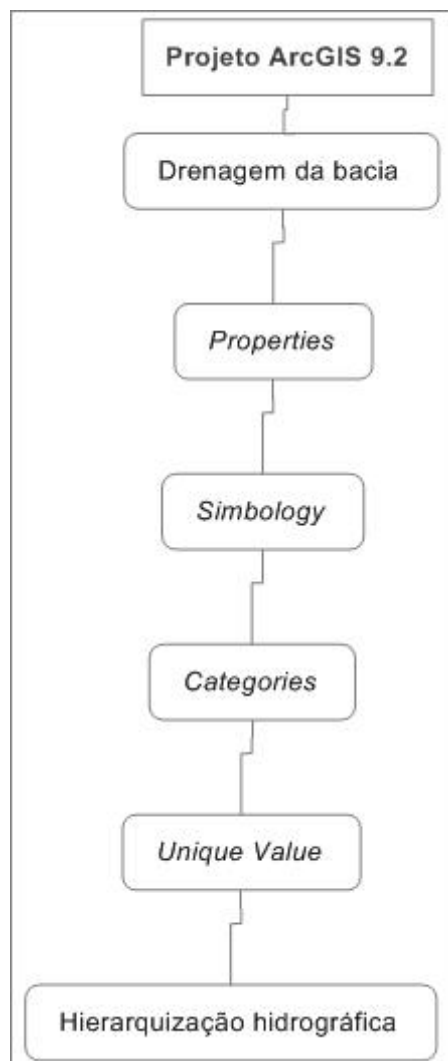 Projeto ArcGIS 9.2
Drenagem da bacia
Properties
Simbology
Categories
Unique Value
Hierarquização hidrográfica